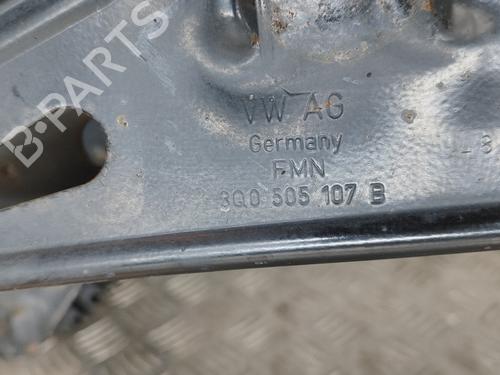 B-PARTS
VW AG
Germany
FMN
3Q0 505 107 B